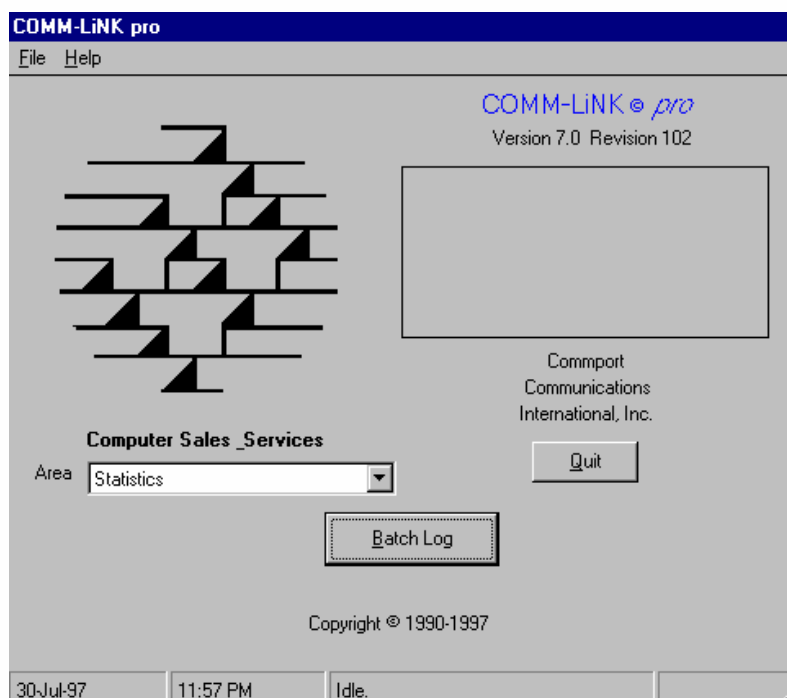 COMM-LiNK pro
File Help
COMM-LiNK © pro
Version 7.0 Revision 102
Commport
Communications
International, Inc.
Computer Sales _Services
Quit
Area Statistics
Batch Log
Copyright © 1990-1997
30-Jul-97 11:57 PM Idle.